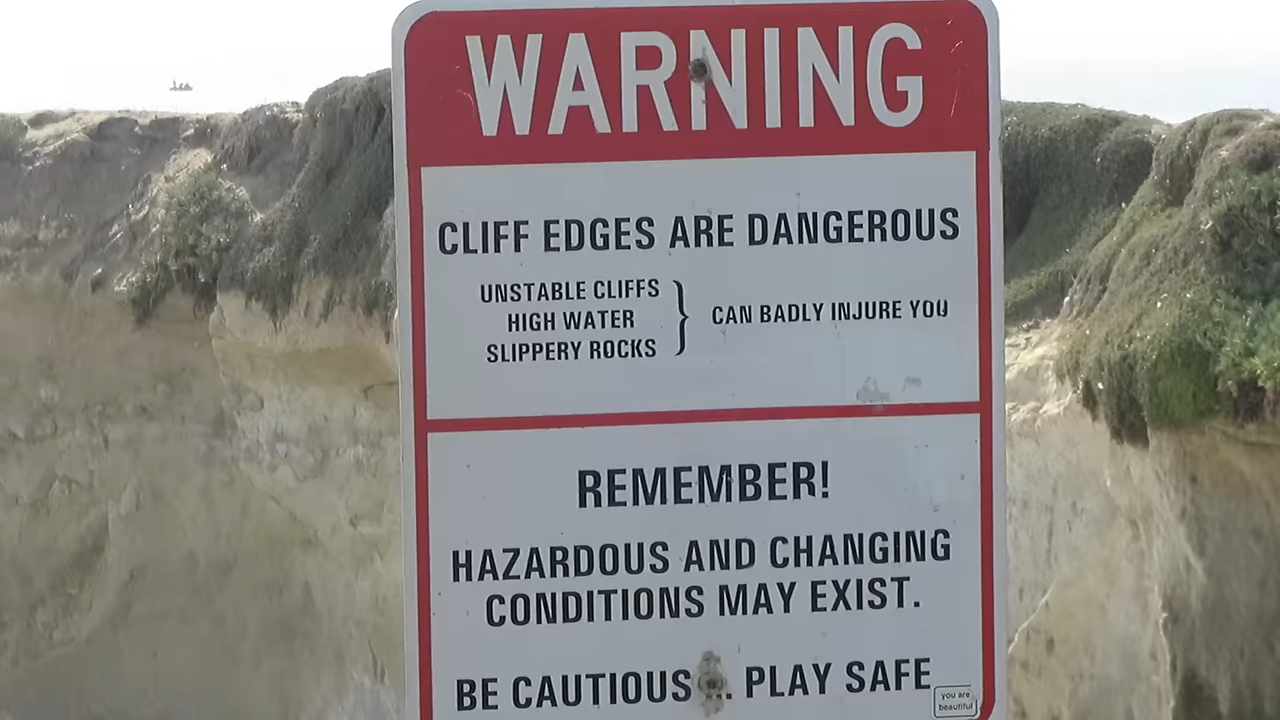 WARNING
CLIFF EDGES ARE DANGEROUS
UNSTABLE CLIFFS
HIGH WATER
SLIPPERY ROCKS
} CAN BADLY INJURE YOU
REMEMBER!
HAZARDOUS AND CHANGING
CONDITIONS MAY EXIST.
BE CAUTIOUS... PLAY SAFE
you are
beautiful